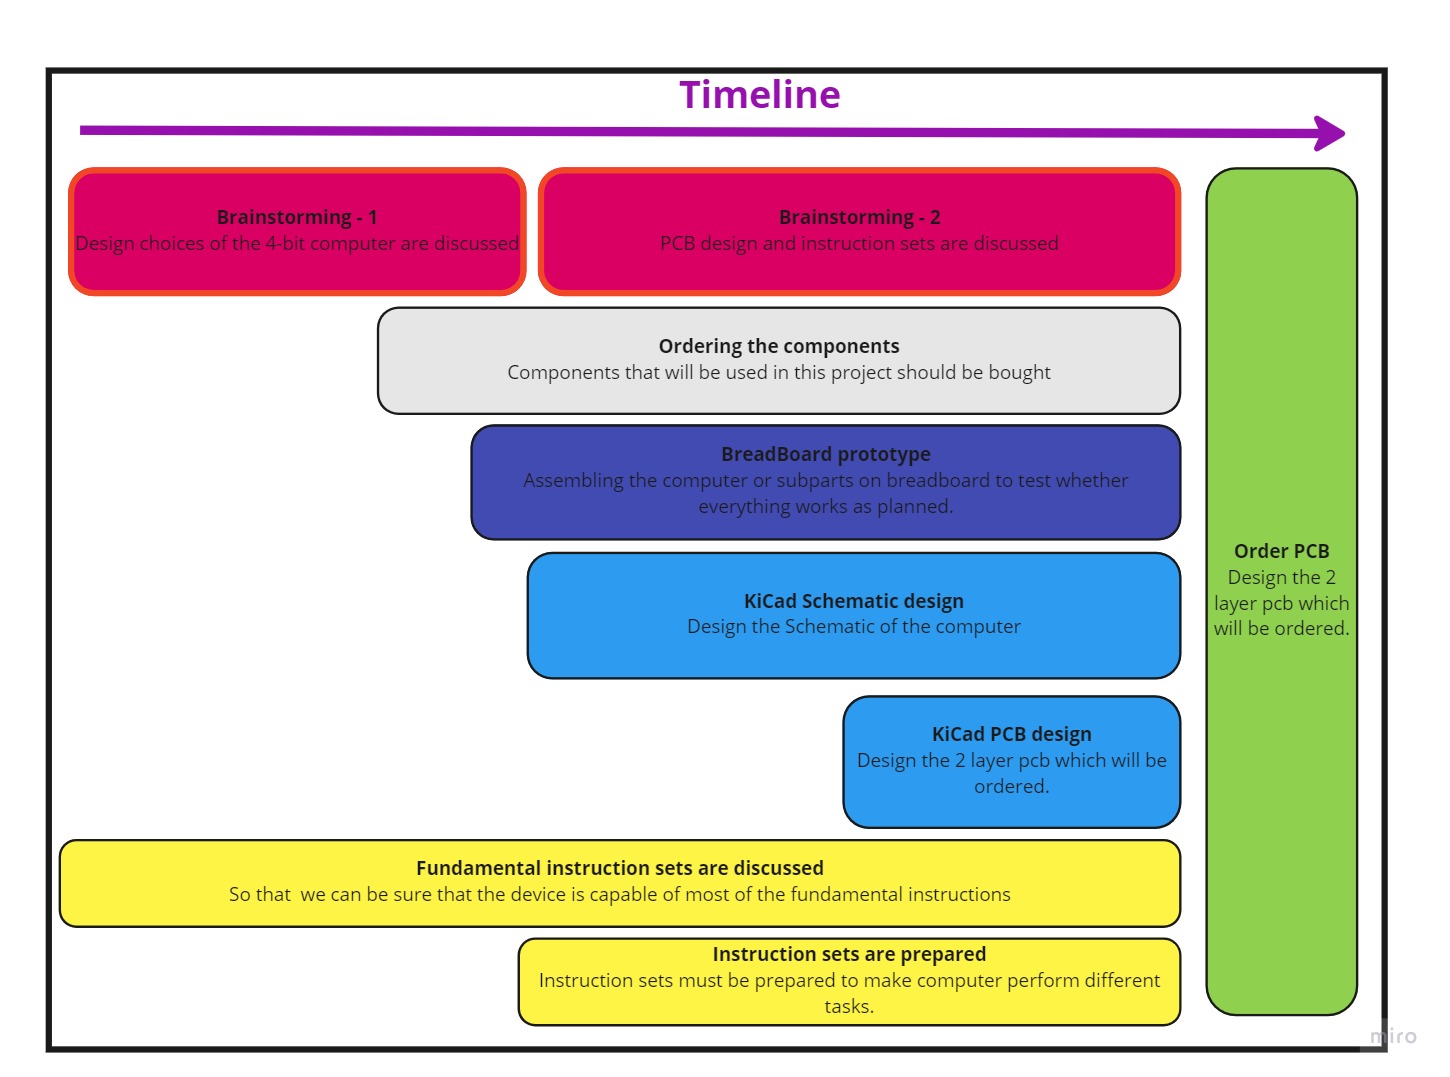 Timeline
Brainstorming - 1
Design choices of the 4-bit computer are discussed
Brainstorming - 2
PCB design and instruction sets are discussed
Ordering the components
Components that will be used in this project should be bought
BreadBoard prototype
Assembling the computer or subparts on breadboard to test whether
everything works as planned.
KiCad Schematic design
Design the Schematic of the computer
KiCad PCB design
Design the 2 layer pcb which will be
ordered.
Fundamental instruction sets are discussed
So that  we can be sure that the device is capable of most of the fundamental instructions
Instruction sets are prepared
Instruction sets must be prepared to make computer perform different
tasks.
Order PCB
Design the 2
layer pcb which
will be ordered.
miro